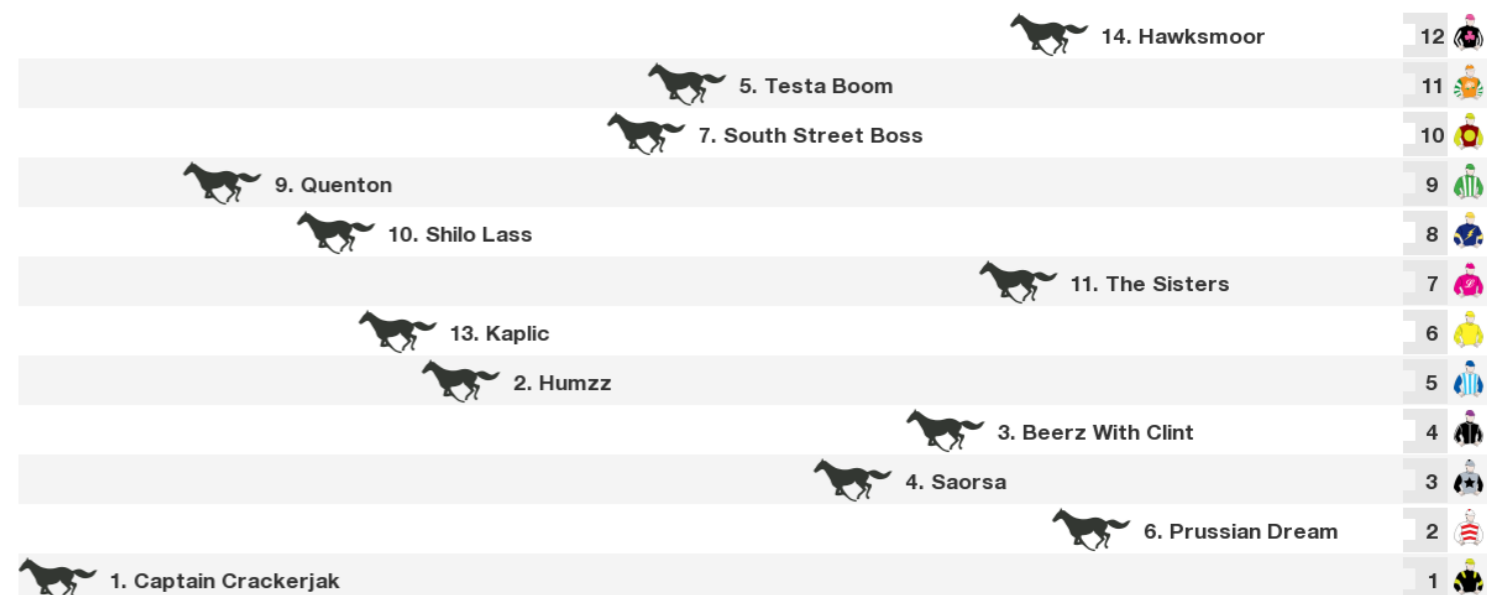 14. Hawksmoor 12
5. Testa Boom 11
7. South Street Boss 10
9. Quenton 9
10. Shilo Lass 8
11. The Sisters 7
13. Kaplic 6
2. Humzz 5
3. Beerz With Clint 4
4. Saorsa 3
6. Prussian Dream 2
1. Captain Crackerjak 1